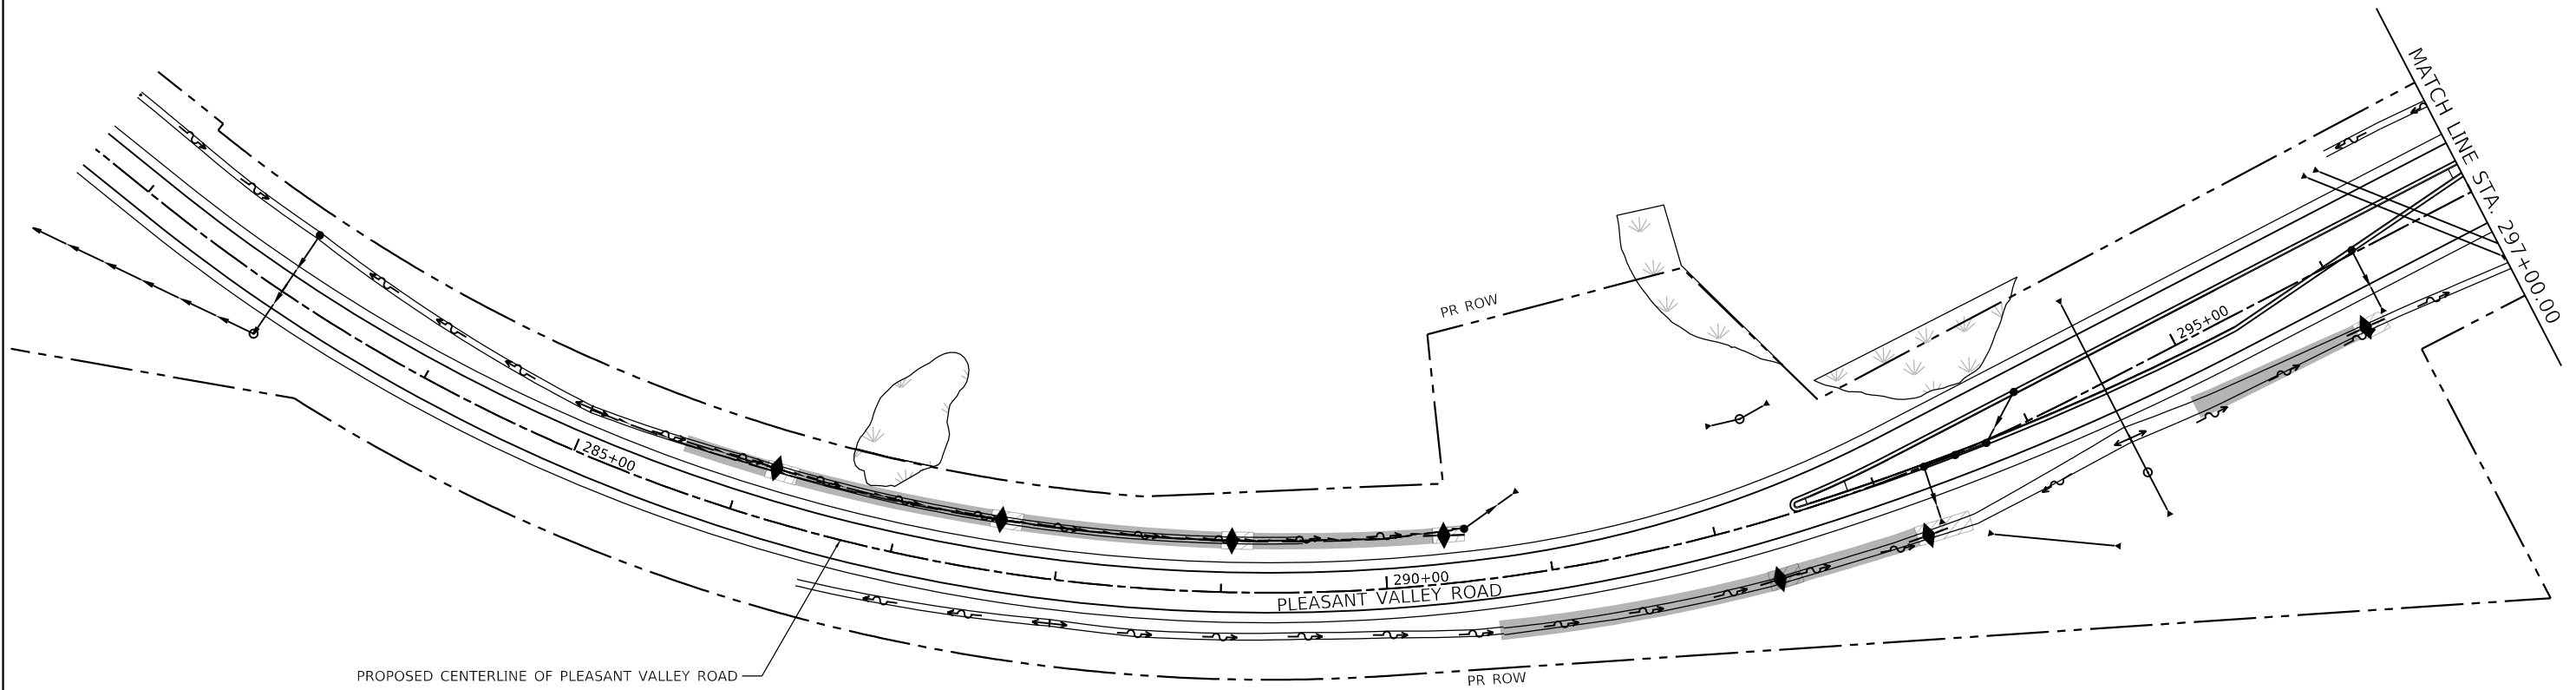 MATCH LINE STA. 297+00.00
PR ROW
295+00
285+00
290+00
PLEASANT VALLEY ROAD
PROPOSED CENTERLINE OF PLEASANT VALLEY ROAD
PR ROW